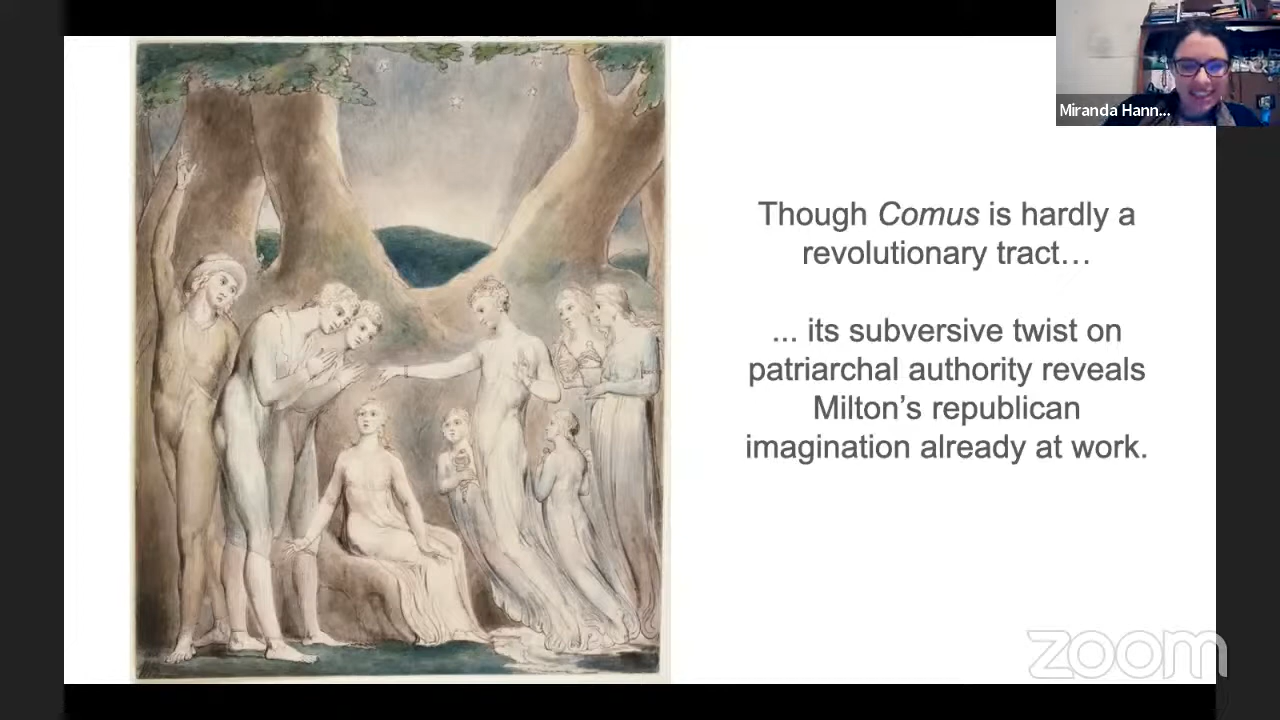 Miranda Hann...
Though Comus is hardly a
revolutionary tract…
... its subversive twist on
patriarchal authority reveals
Milton’s republican
imagination already at work.
zoom